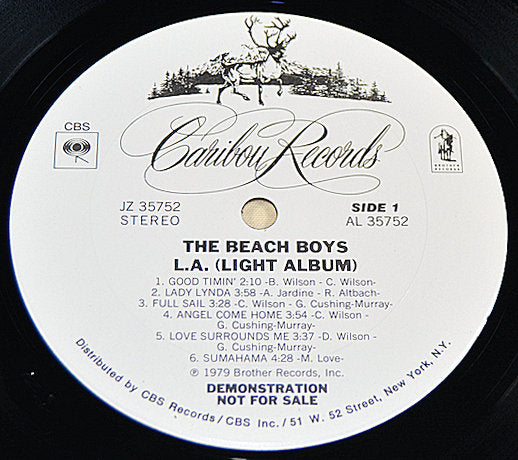 CBS
Caribou Records
BROTHER
RECORDS
JZ 35752
STEREO
SIDE 1
AL 35752
THE BEACH BOYS
L.A. (LIGHT ALBUM)
1. GOOD TIMIN' 2:10 -B. Wilson - C. Wilson-
2. LADY LYNDA 3:58 -A. Jardine - R. Altbach-
3. FULL SAIL 3:28 -C. Wilson - G. Cushing-Murray-
4. ANGEL COME HOME 3:54 -C. Wilson -
G. Cushing-Murray-
5. LOVE SURROUNDS ME 3:37 -D. Wilson -
G. Cushing-Murray-
6. SUMAHAMA 4:28 -M. Love-
℗ 1979 Brother Records, Inc.
DEMONSTRATION
NOT FOR SALE
Distributed by CBS Records/CBS Inc./51 W. 52 Street, New York, N.Y.